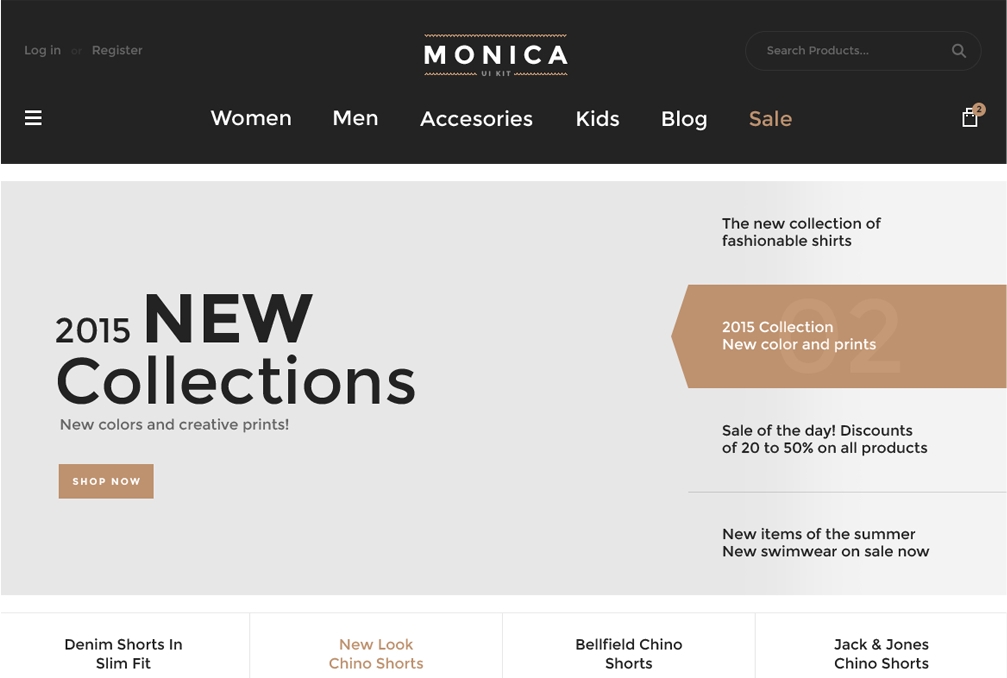 Log in or Register
MONICA
UI KIT
Search Products...
Women Men Accesories Kids Blog Sale
2
2015 NEW
Collections
New colors and creative prints!
SHOP NOW
The new collection of
fashionable shirts
02
2015 Collection
New color and prints
Sale of the day! Discounts
of 20 to 50% on all products
New items of the summer
New swimwear on sale now
Denim Shorts In
Slim Fit
New Look
Chino Shorts
Bellfield Chino
Shorts
Jack & Jones
Chino Shorts